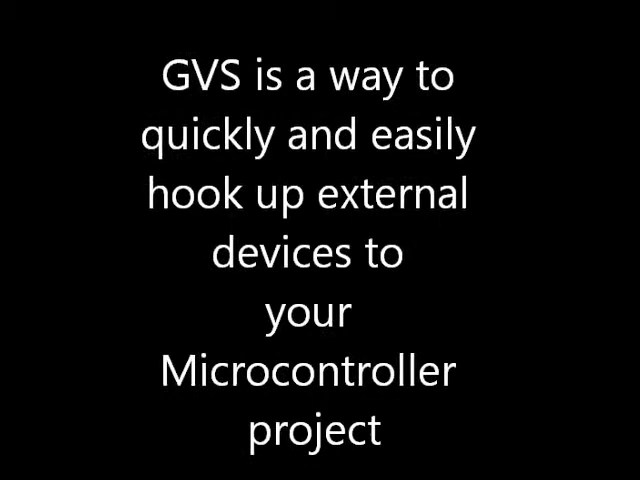 GVS is a way to
quickly and easily
hook up external
devices to
your
Microcontroller
project